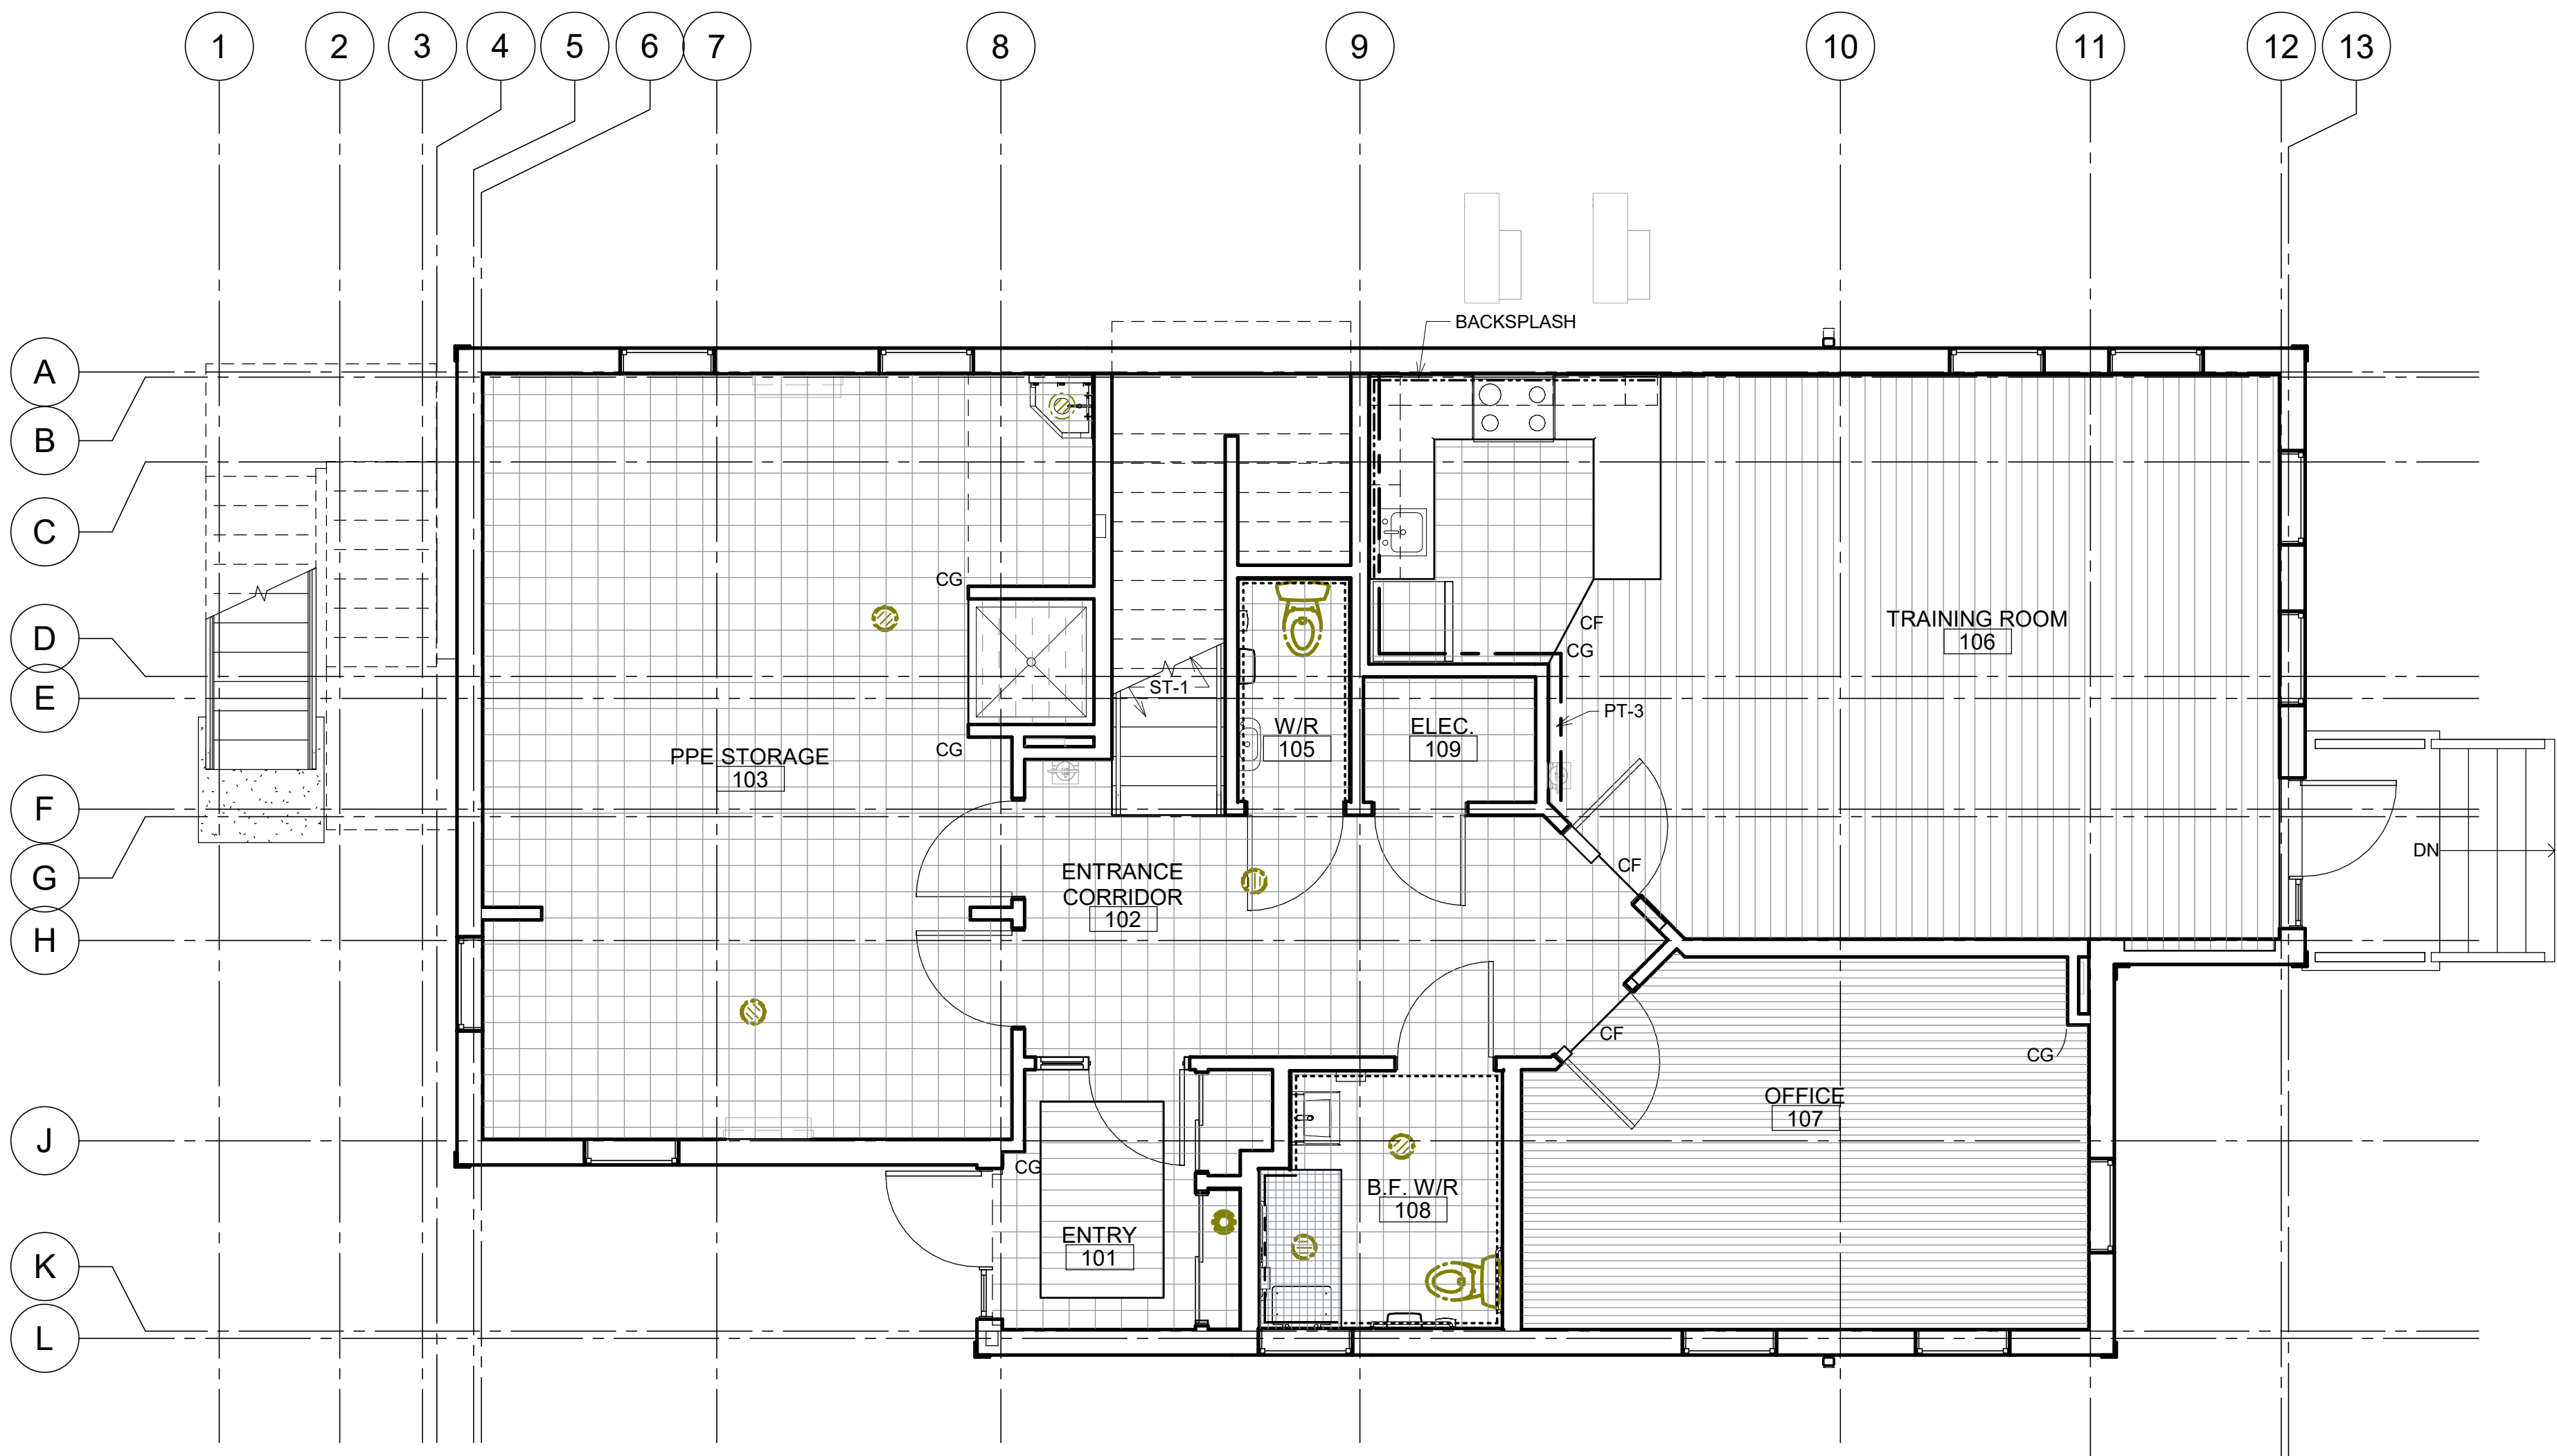 1
2
3
4
5
6
7
8
9
10
11
12
13
A
B
C
D
E
F
G
H
J
K
L
BACKSPLASH
CG
CF
CG
TRAINING ROOM
106
ST-1
PT-3
W/R
105
ELEC.
109
CG
PPE STORAGE
103
DN
CF
ENTRANCE
CORRIDOR
102
CF
CG
OFFICE
107
CG
B.F. W/R
108
ENTRY
101